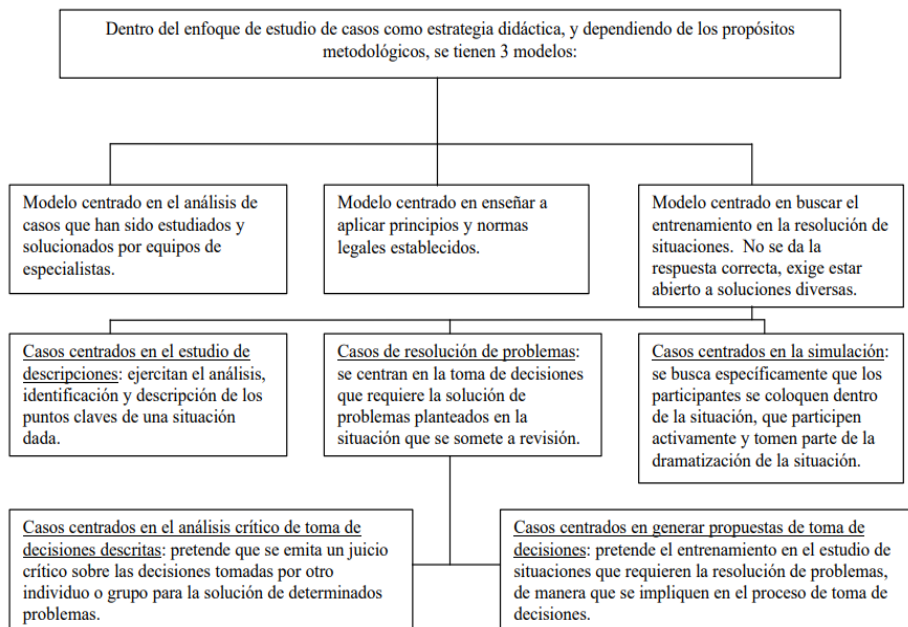 Dentro del enfoque de estudio de casos como estrategia didáctica, y dependiendo de los propósitos
metodológicos, se tienen 3 modelos:
Modelo centrado en el análisis de
casos que han sido estudiados y
solucionados por equipos de
especialistas.
Modelo centrado en enseñar a
aplicar principios y normas
legales establecidos.
Modelo centrado en buscar el
entrenamiento en la resolución de
situaciones.  No se da la
respuesta correcta, exige estar
abierto a soluciones diversas.
Casos centrados en el estudio de
descripciones: ejercitan el análisis,
identificación y descripción de los
puntos claves de una situación
dada.
Casos de resolución de problemas:
se centran en la toma de decisiones
que requiere la solución de
problemas planteados en la
situación que se somete a revisión.
Casos centrados en la simulación:
se busca específicamente que los
participantes se coloquen dentro
de la situación, que participen
activamente y tomen parte de la
dramatización de la situación.
Casos centrados en el análisis crítico de toma de
decisiones descritas: pretende que se emita un juicio
crítico sobre las decisiones tomadas por otro
individuo o grupo para la solución de determinados
problemas.
Casos centrados en generar propuestas de toma de
decisiones: pretende el entrenamiento en el estudio de
situaciones que requieren la resolución de problemas,
de manera que se impliquen en el proceso de toma de
decisiones.